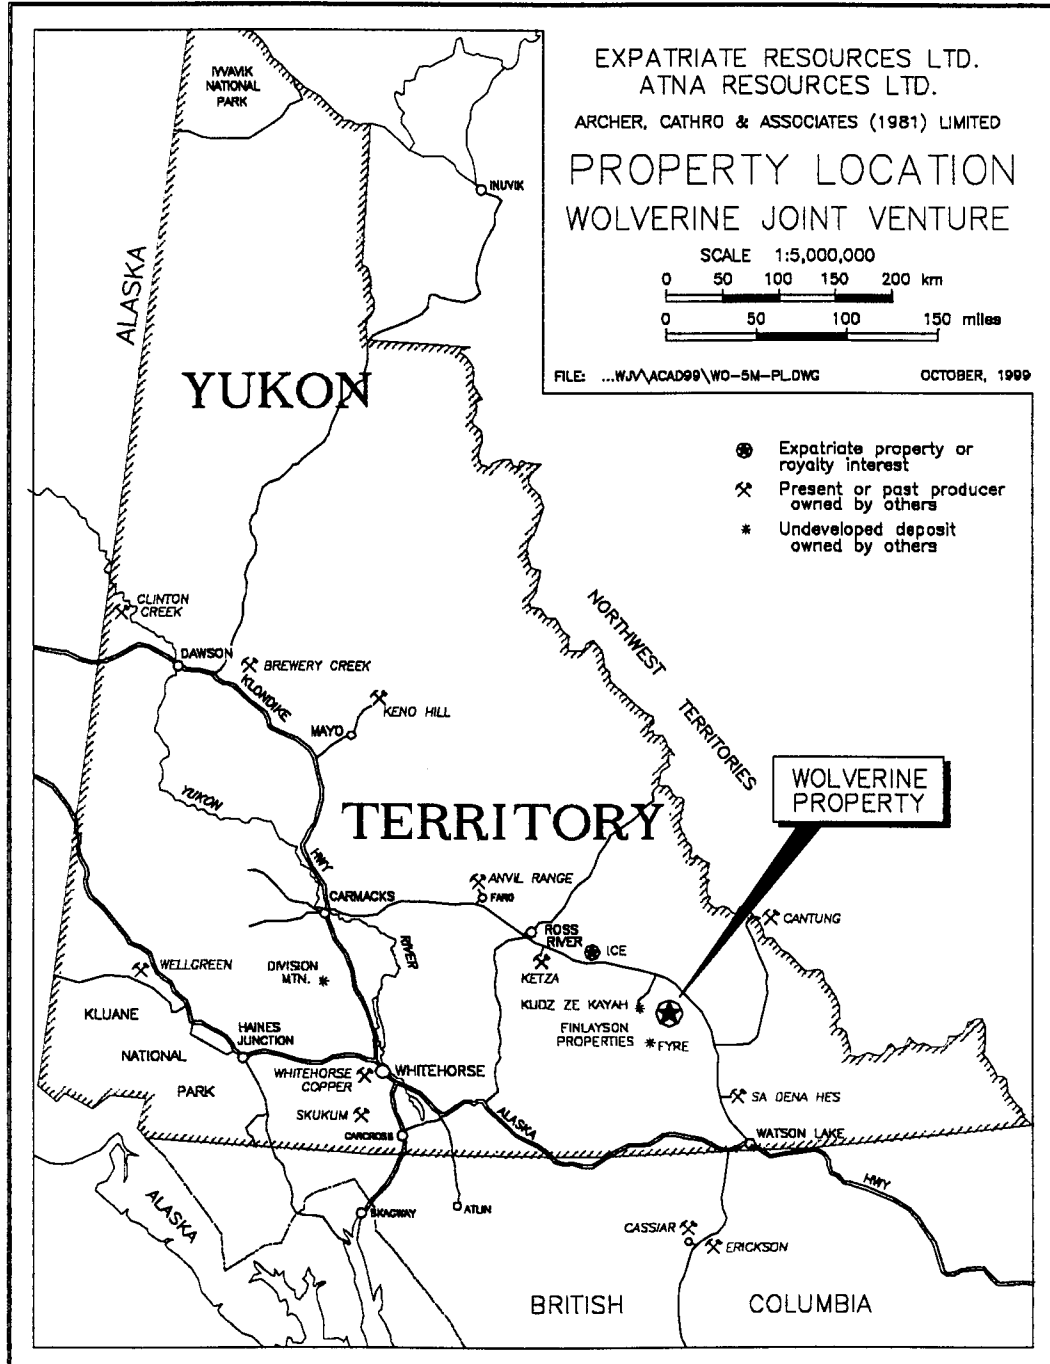 EXPATRIATE RESOURCES LTD.
ATNA RESOURCES LTD.
ARCHER, CATHRO & ASSOCIATES (1981) LIMITED
PROPERTY LOCATION
WOLVERINE JOINT VENTURE
SCALE 1:5,000,000
0 50 100 150 200 km
0 50 100 150 miles
FILE: ...WJV\ACAD99\WO-5M-PL.DWG OCTOBER, 1999
Expatriate property or
royalty interest
Present or past producer
owned by others
Undeveloped deposit
owned by others
IVVAVIK
NATIONAL
PARK
INUVIK
ALASKA
YUKON
CLINTON
CREEK
DAWSON
BREWERY CREEK
KLONDIKE
KENO HILL
MAYO
NORTHWEST
TERRITORIES
WOLVERINE
PROPERTY
YUKON
TERRITORY
HWY
ANVIL RANGE
FARO
CARMACKS
CANTUNG
ROSS
RIVER
ICE
RIVER
KETZA
WELLGREEN
DIVISION
MTN.
KUDZ ZE KAYAH
KLUANE
FINLAYSON
PROPERTIES
FYRE
HAINES
JUNCTION
NATIONAL
PARK
WHITEHORSE
COPPER
WHITEHORSE
SKUKUM
SA DENA HES
ALASKA
CARCROSS
WATSON LAKE
HWY
ALASKA
SKAGWAY
ATLIN
CASSIAR
ERICKSON
BRITISH
COLUMBIA